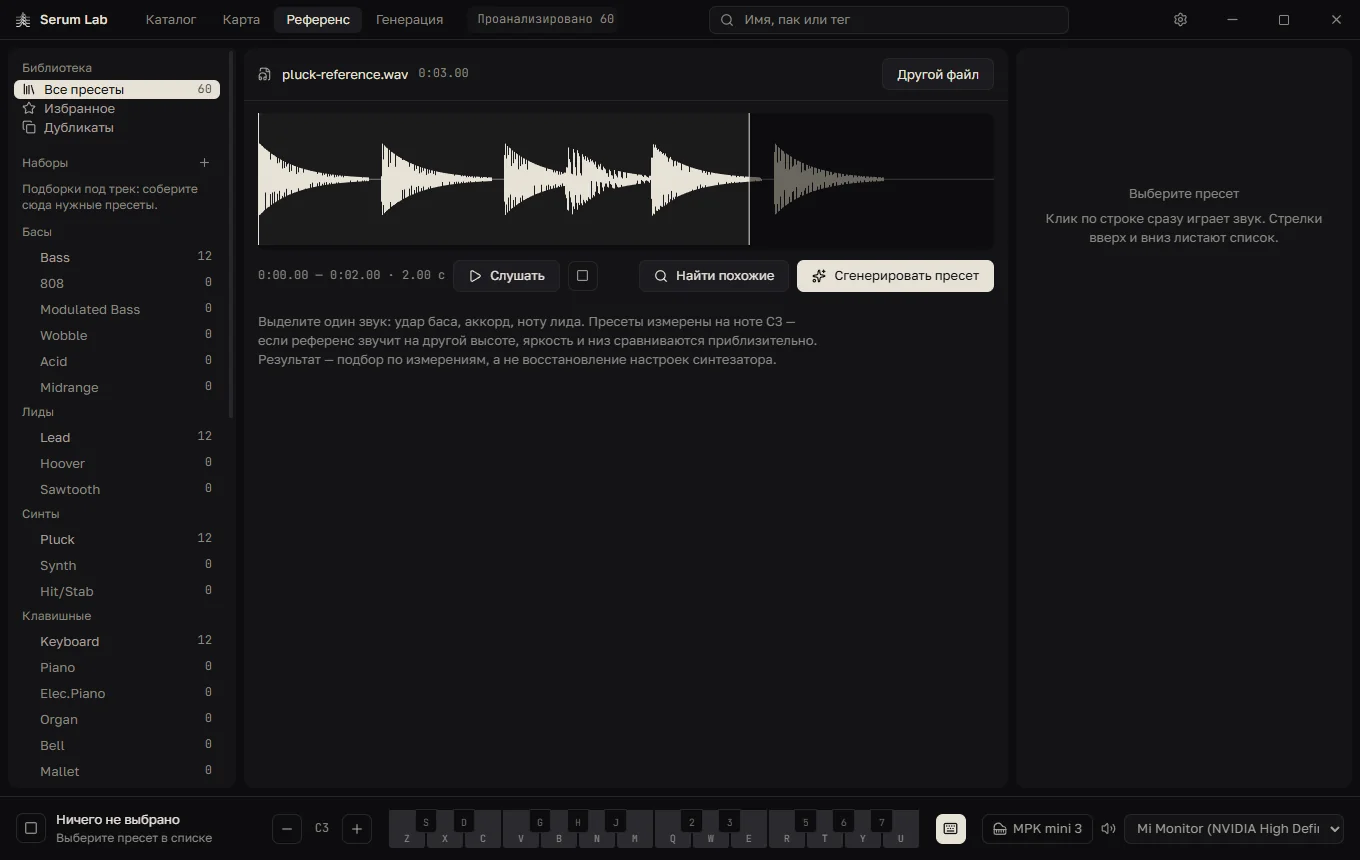 Serum Lab
Каталог
Карта
Референс
Генерация
Проанализировано 60
Имя, пак или тег
Библиотека
Все пресеты 60
Избранное
Дубликаты
Наборы
Подборки под трек: соберите
сюда нужные пресеты.
Басы
Bass 12
808 0
Modulated Bass 0
Wobble 0
Acid 0
Midrange 0
Лиды
Lead 12
Hoover 0
Sawtooth 0
Синты
Pluck 12
Synth 0
Hit/Stab 0
Клавишные
Keyboard 12
Piano 0
Elec.Piano 0
Organ 0
Bell 0
Mallet 0
pluck-reference.wav 0:03.00
Другой файл
0:00.00 — 0:02.00 · 2.00 с
Слушать
Найти похожие
Сгенерировать пресет
Выделите один звук: удар баса, аккорд, ноту лида. Пресеты измерены на ноте C3 —
если референс звучит на другой высоте, яркость и низ сравниваются приблизительно.
Результат — подбор по измерениям, а не восстановление настроек синтезатора.
Выберите пресет
Клик по строке сразу играет звук. Стрелки
вверх и вниз листают список.
Ничего не выбрано
Выберите пресет в списке
C3
S D G H J 2 3 5 6 7
Z X C V B N M Q W E R T Y U
MPK mini 3
Mi Monitor (NVIDIA High Defin